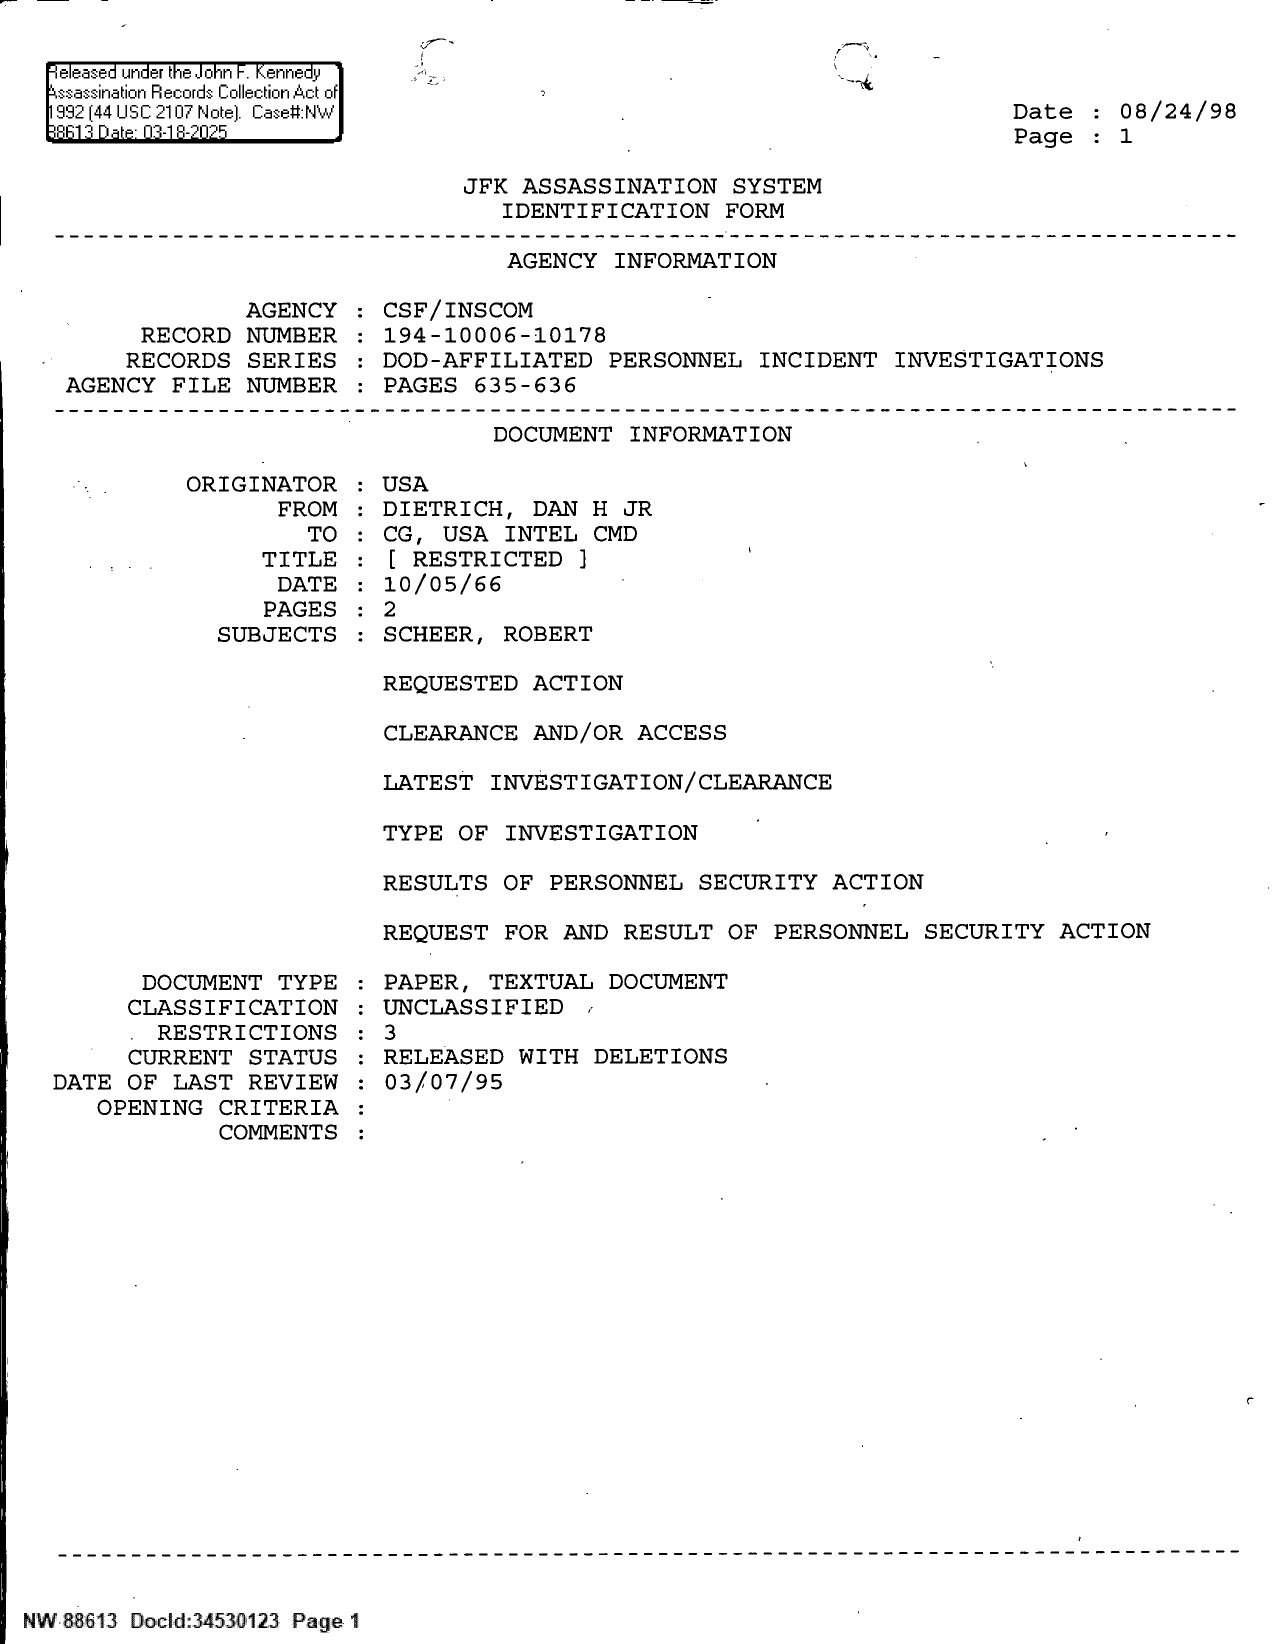 Released under the John F. Kennedy
Assassination Records Collection Act of
1992 (44 USC 2107 Note). Case#:NW
88613 Date: 03-18-2025
Date : 08/24/98
Page : 1
JFK ASSASSINATION SYSTEM
IDENTIFICATION FORM
AGENCY INFORMATION
AGENCY : CSF/INSCOM
RECORD NUMBER : 194-10006-10178
RECORDS SERIES : DOD-AFFILIATED PERSONNEL INCIDENT INVESTIGATIONS
AGENCY FILE NUMBER : PAGES 635-636
DOCUMENT INFORMATION
ORIGINATOR : USA
FROM : DIETRICH, DAN H JR
TO : CG, USA INTEL CMD
TITLE : [ RESTRICTED ]
DATE : 10/05/66
PAGES : 2
SUBJECTS : SCHEER, ROBERT
REQUESTED ACTION
CLEARANCE AND/OR ACCESS
LATEST INVESTIGATION/CLEARANCE
TYPE OF INVESTIGATION
RESULTS OF PERSONNEL SECURITY ACTION
REQUEST FOR AND RESULT OF PERSONNEL SECURITY ACTION
DOCUMENT TYPE : PAPER, TEXTUAL DOCUMENT
CLASSIFICATION : UNCLASSIFIED
RESTRICTIONS : 3
CURRENT STATUS : RELEASED WITH DELETIONS
DATE OF LAST REVIEW : 03/07/95
OPENING CRITERIA :
COMMENTS :
NW 88613 DocId:34530123 Page 1